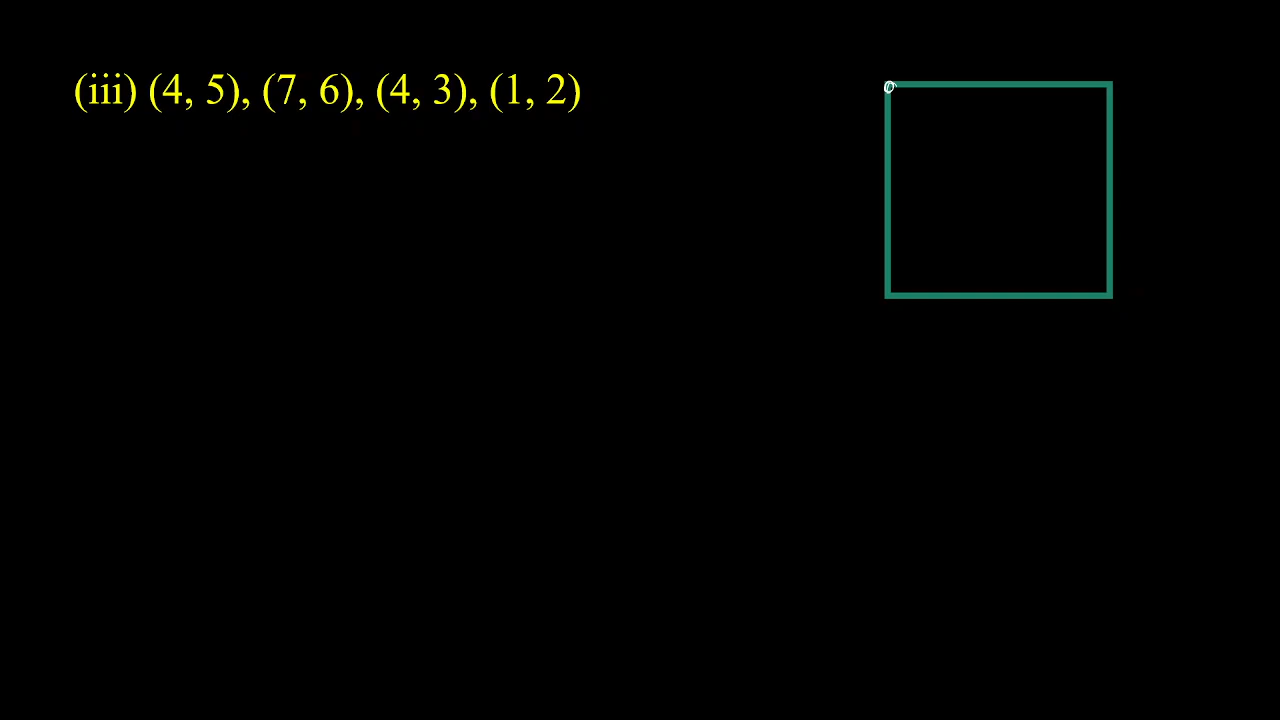 (iii) (4, 5), (7, 6), (4, 3), (1, 2)